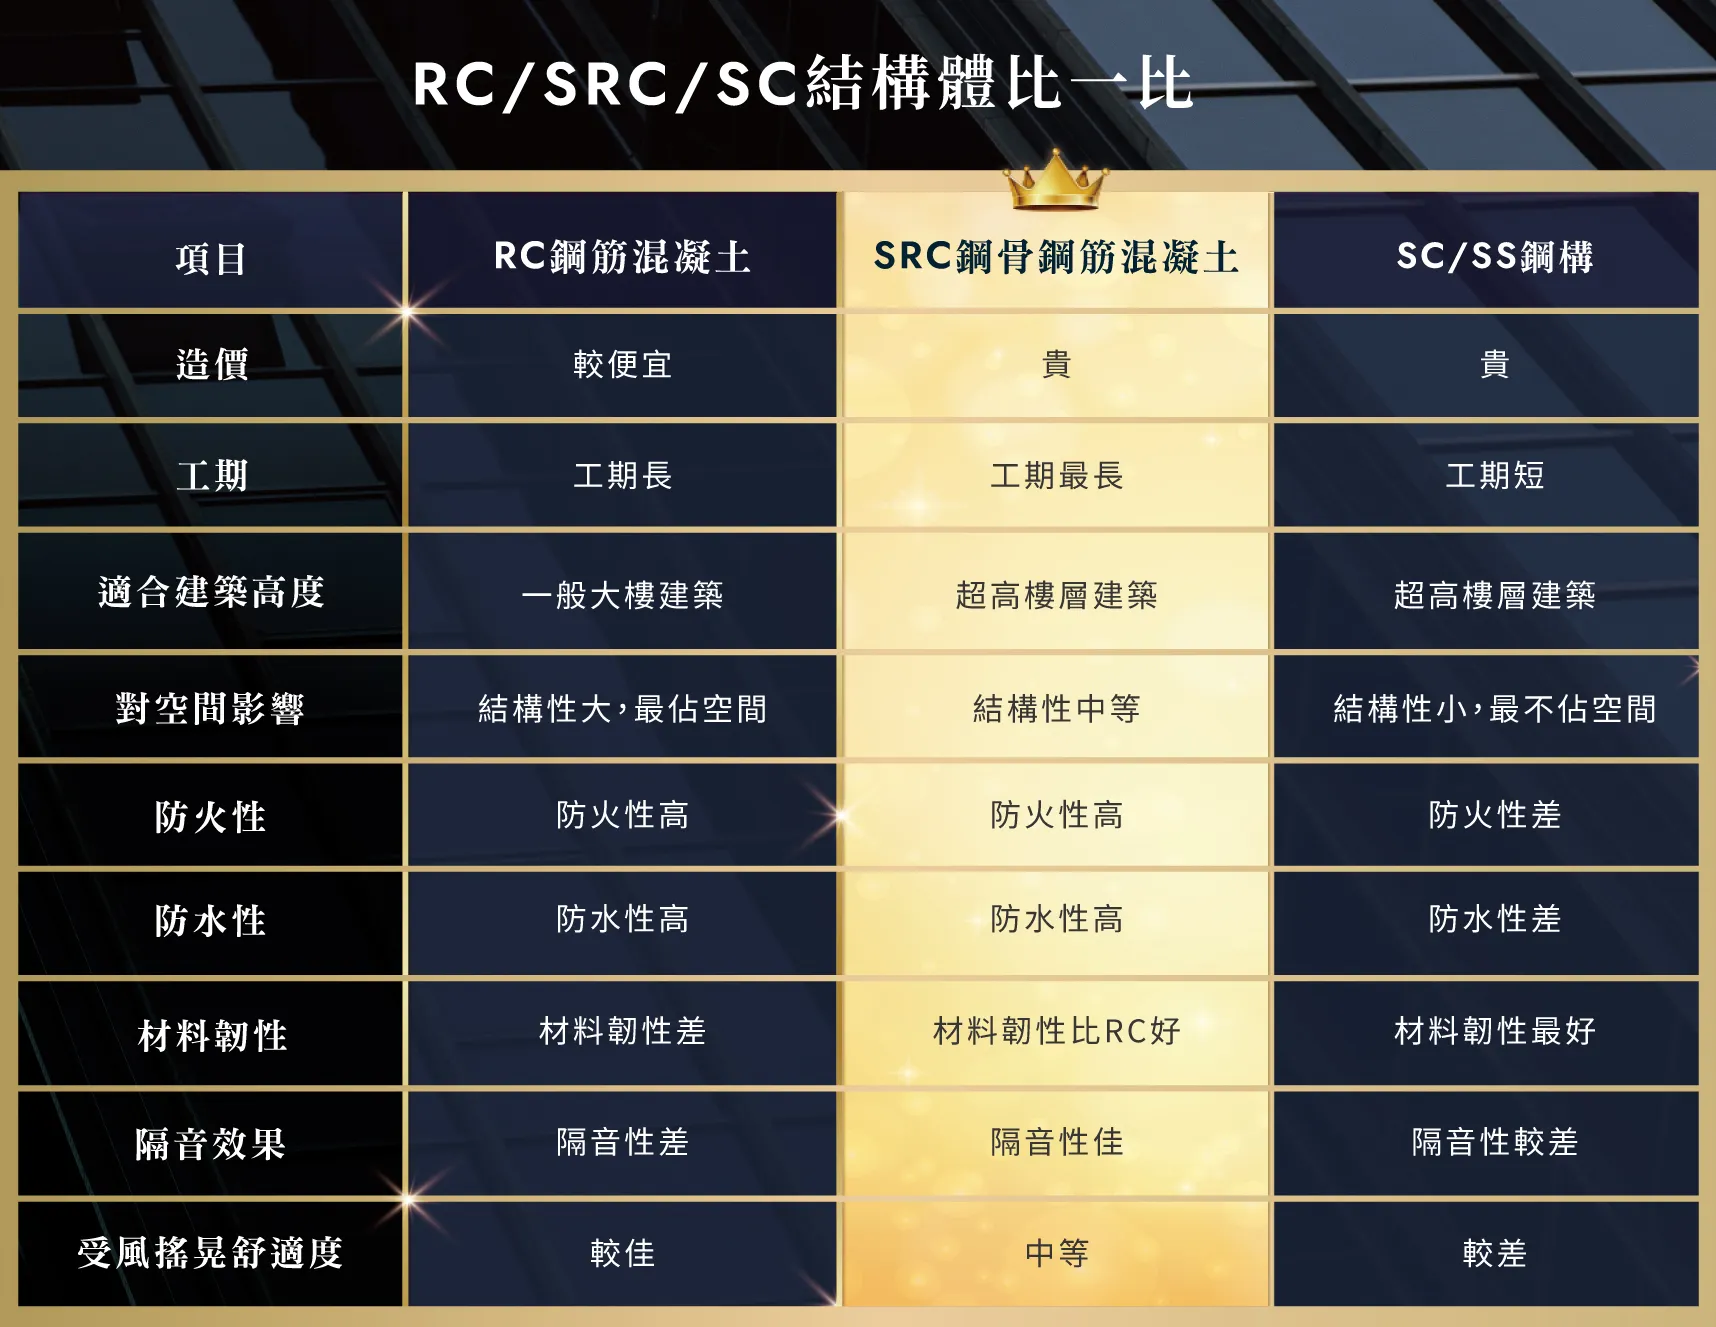 RC/SRC/SC結構體比一比
項目 RC鋼筋混凝土 SRC鋼骨鋼筋混凝土 SC/SS鋼構
造價 較便宜 貴 貴
工期 工期長 工期最長 工期短
適合建築高度 一般大樓建築 超高樓層建築 超高樓層建築
對空間影響 結構性大，最佔空間 結構性中等 結構性小，最不佔空間
防火性 防火性高 防火性高 防火性差
防水性 防水性高 防水性高 防水性差
材料韌性 材料韌性差 材料韌性比RC好 材料韌性最好
隔音效果 隔音性差 隔音性佳 隔音性較差
受風搖晃舒適度 較佳 中等 較差